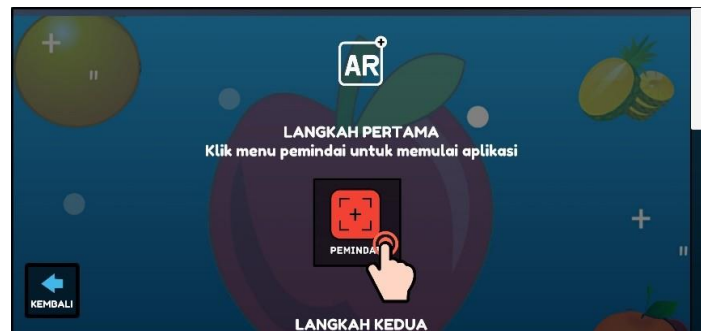 AR
LANGKAH PERTAMA
Klik menu pemindai untuk memulai aplikasi
KEMBALI
LANGKAH KEDUA